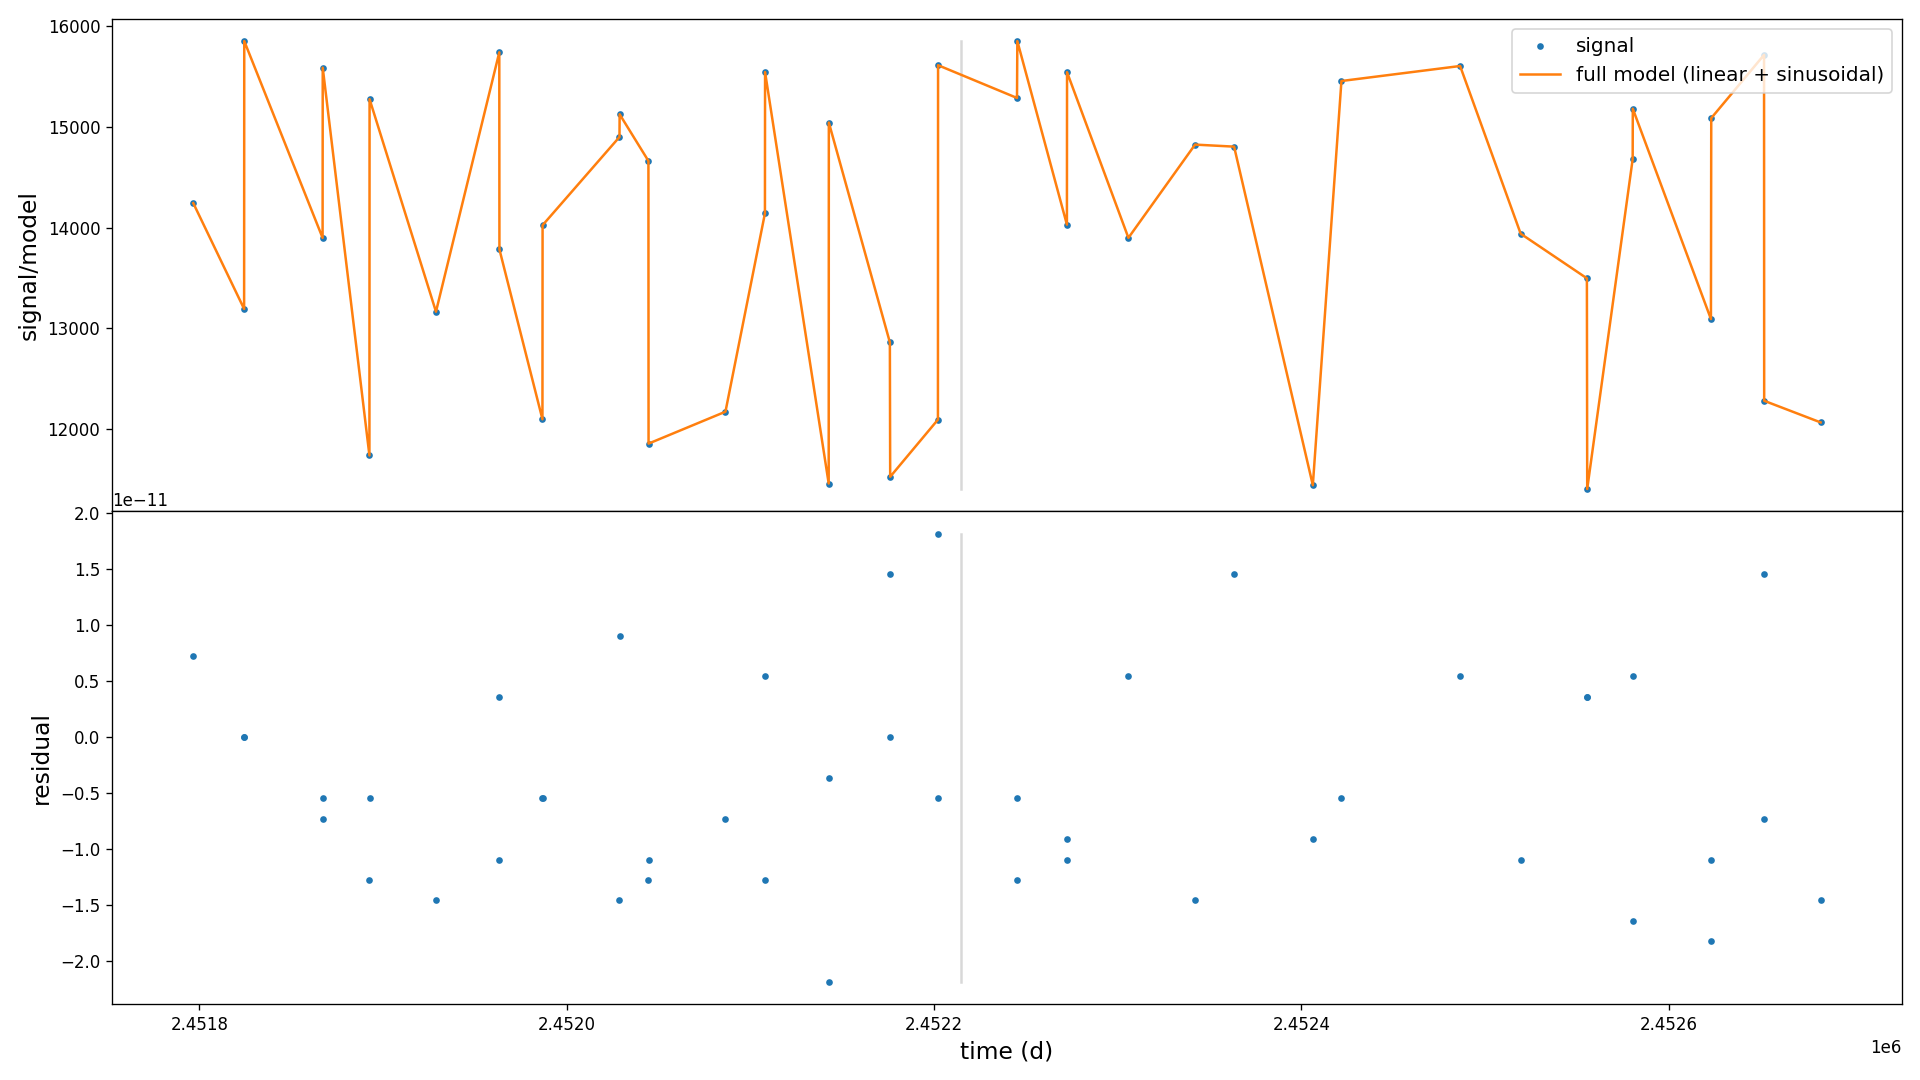 16000
15000
14000
13000
12000
signal/model
signal
full model (linear + sinusoidal)
1e−11
2.0
1.5
1.0
0.5
0.0
−0.5
−1.0
−1.5
−2.0
residual
2.4518
2.4520
2.4522
2.4524
2.4526
time (d)
1e6